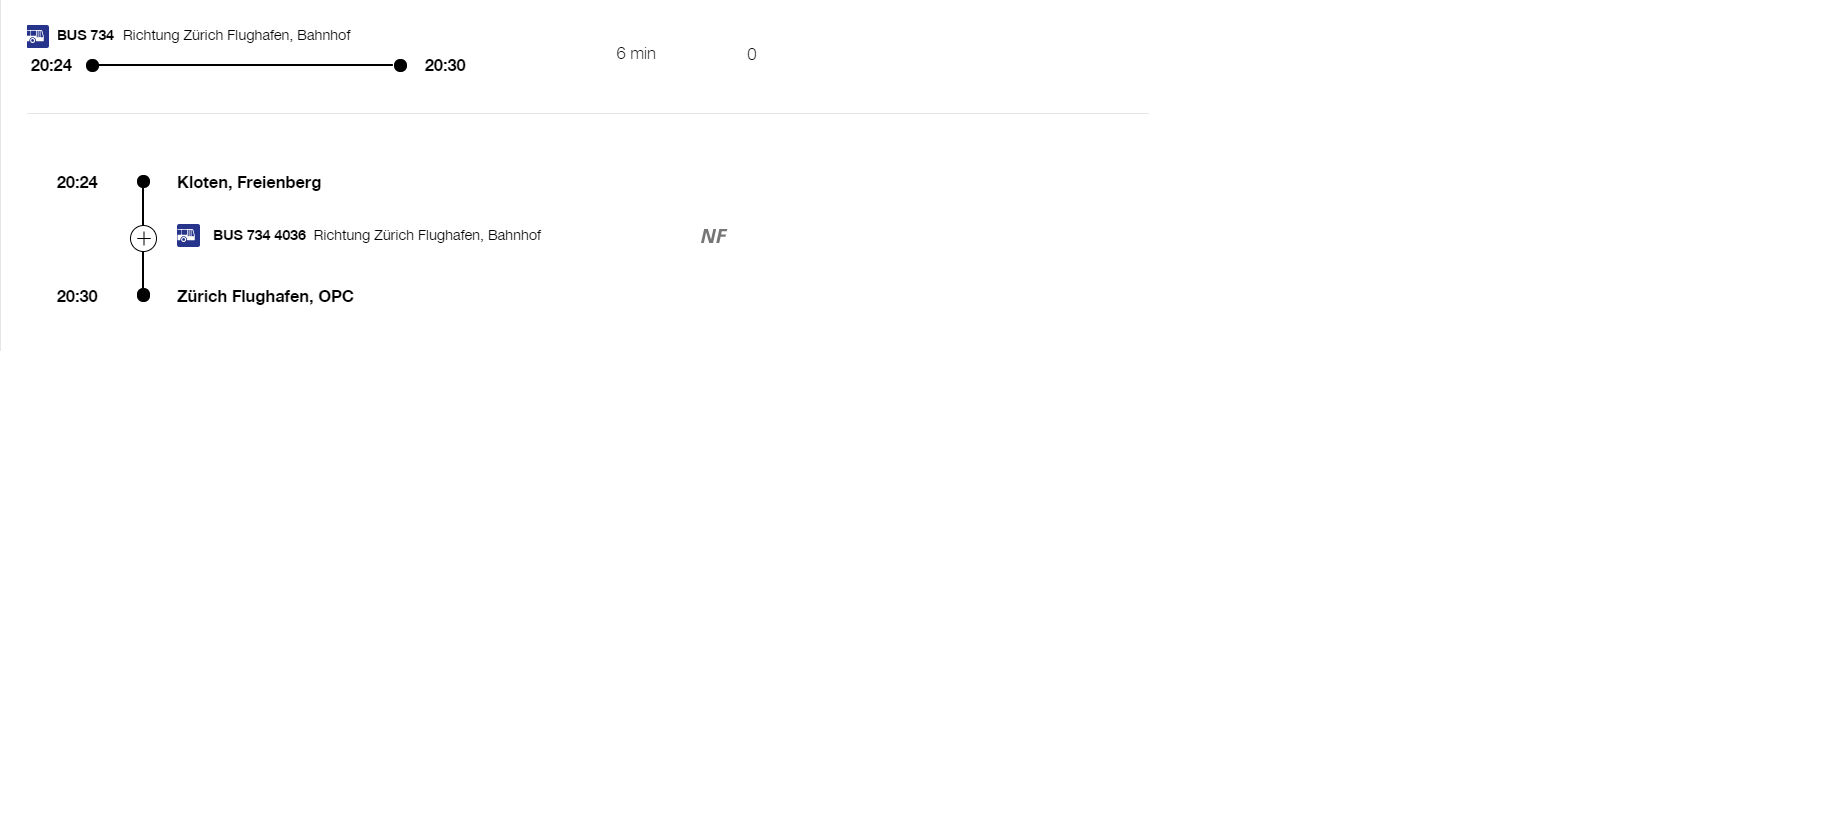 BUS 734 Richtung Zürich Flughafen, Bahnhof
20:24 20:30 6 min 0
20:24 Kloten, Freienberg
BUS 734 4036 Richtung Zürich Flughafen, Bahnhof NF
20:30 Zürich Flughafen, OPC